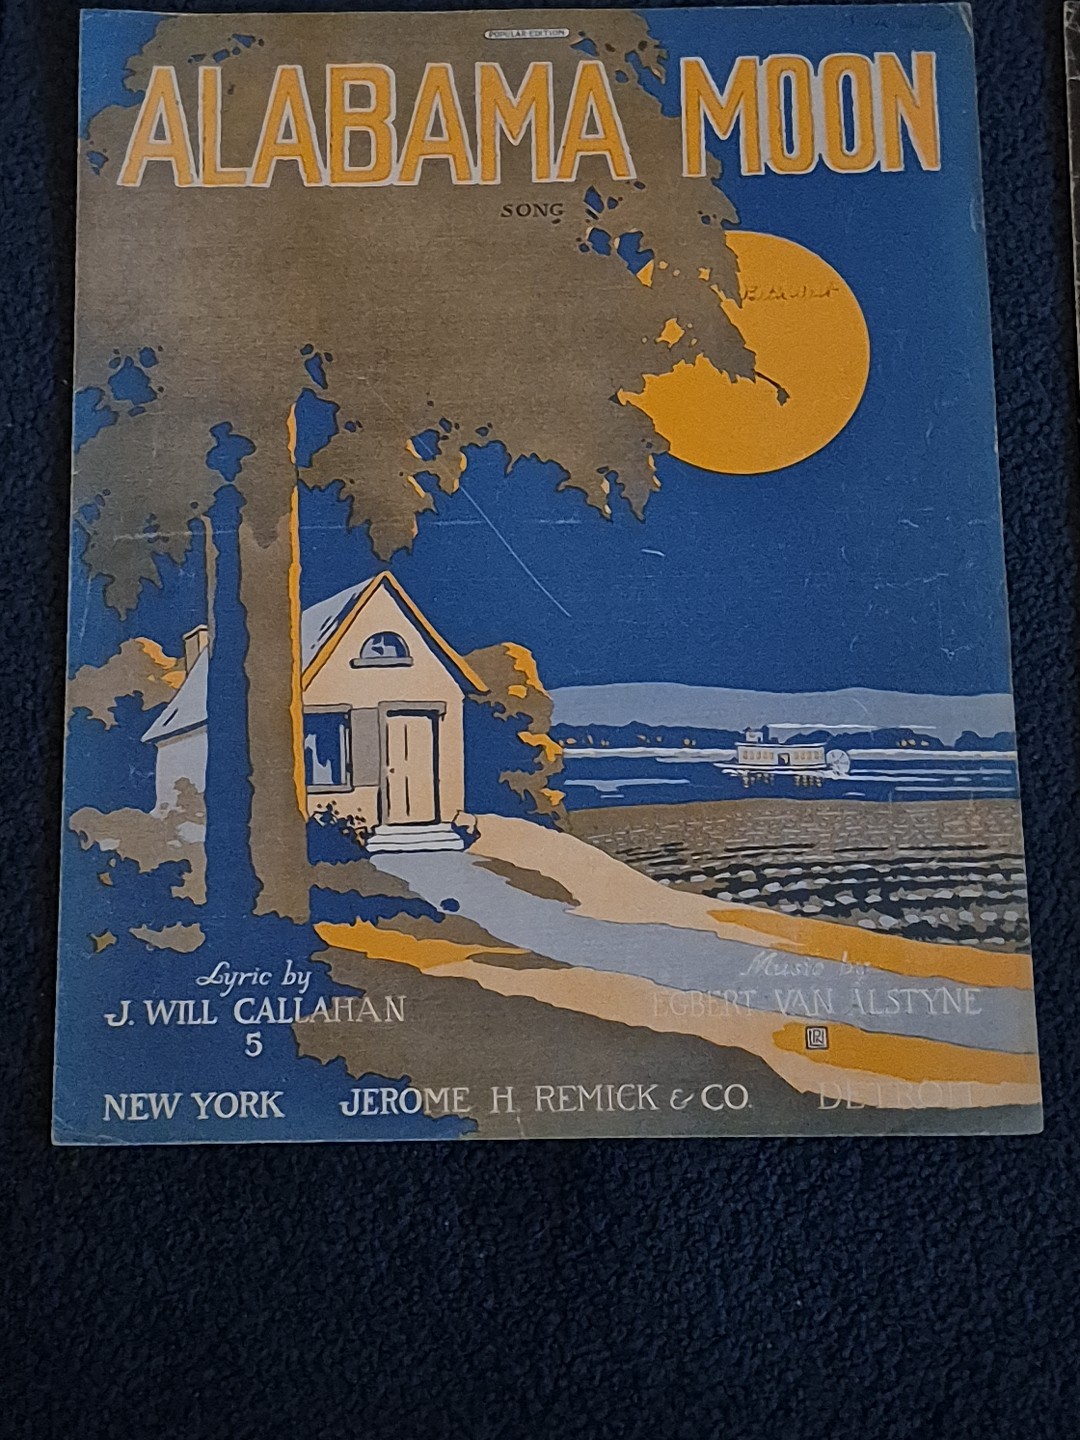 POPULAR EDITION
ALABAMA MOON
SONG
Lyric by
J. WILL CALLAHAN
5
Music by
EGBERT VAN ALSTYNE
NEW YORK JEROME H. REMICK & CO. DETROIT